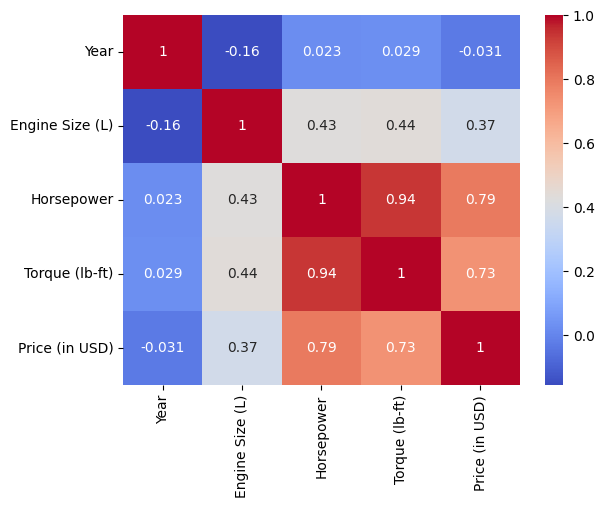 Year 1 -0.16 0.023 0.029 -0.031
Engine Size (L) -0.16 1 0.43 0.44 0.37
Horsepower 0.023 0.43 1 0.94 0.79
Torque (lb-ft) 0.029 0.44 0.94 1 0.73
Price (in USD) -0.031 0.37 0.79 0.73 1
Year
Engine Size (L)
Horsepower
Torque (lb-ft)
Price (in USD)
1.0
0.8
0.6
0.4
0.2
0.0